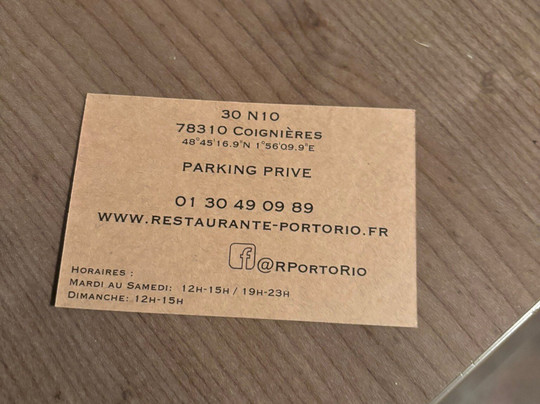 30 N10
78310 Coignières
48°45'16.9"N 1°56'09.9"E
PARKING PRIVE
01 30 49 09 89
WWW.RESTAURANTE-PORTORIO.FR
f @RPortoRio
Horaires :
Mardi au Samedi: 12h-15h / 19h-23h
Dimanche: 12h-15h